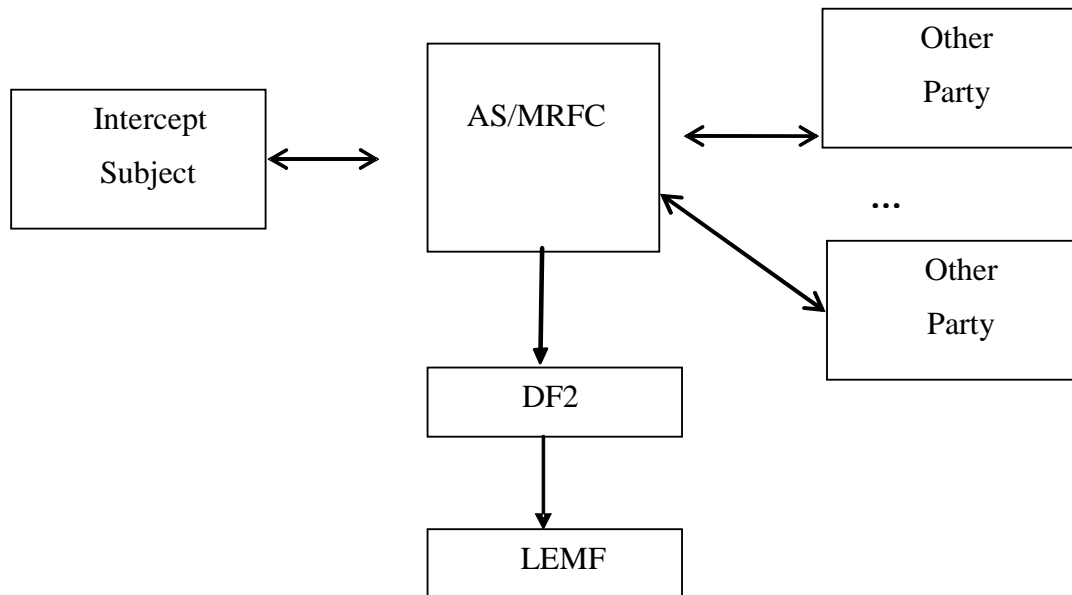 Intercept
Subject
AS/MRFC
Other
Party
...
Other
Party
DF2
LEMF